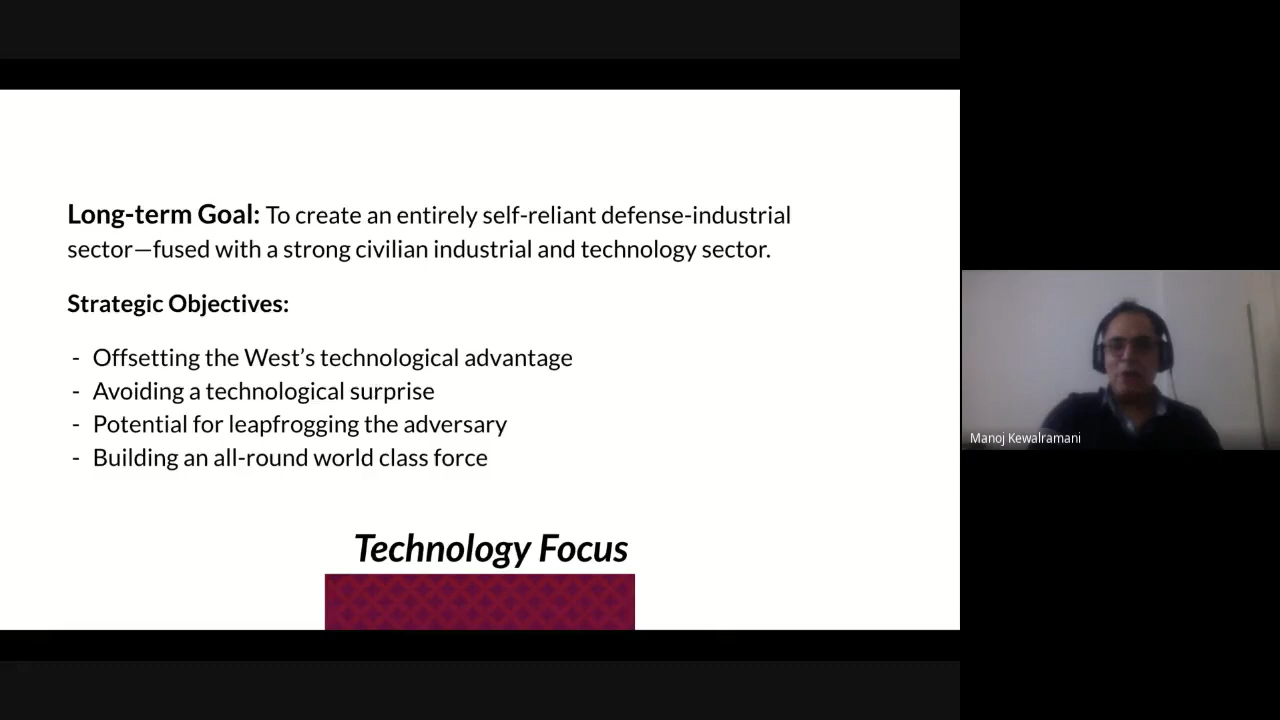 Long-term Goal: To create an entirely self-reliant defense-industrial
sector—fused with a strong civilian industrial and technology sector.
Strategic Objectives:
- Offsetting the West’s technological advantage
- Avoiding a technological surprise
- Potential for leapfrogging the adversary
- Building an all-round world class force
Technology Focus
Manoj Kewalramani